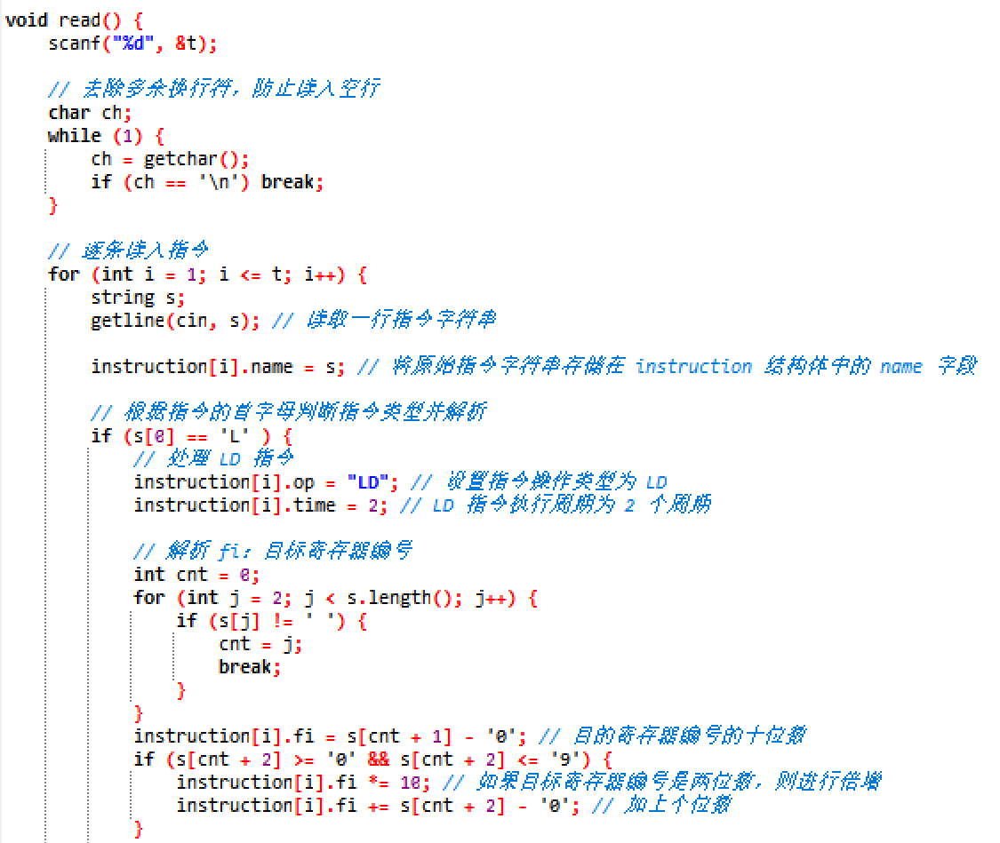 void read() {
    scanf("%d", &t);

    // 去除多余换行符，防止读入空行
    char ch;
    while (1) {
        ch = getchar();
        if (ch == '\n') break;
    }

    // 逐条读入指令
    for (int i = 1; i <= t; i++) {
        string s;
        getline(cin, s); // 读取一行指令字符串

        instruction[i].name = s; // 将原始指令字符串存储在 instruction 结构体中的 name 字段

        // 根据指令的首字母判断指令类型并解析
        if (s[0] == 'L' ) {
            // 处理 LD 指令
            instruction[i].op = "LD"; // 设置指令操作类型为 LD
            instruction[i].time = 2; // LD 指令执行周期为 2 个周期

            // 解析 fi：目标寄存器编号
            int cnt = 0;
            for (int j = 2; j < s.length(); j++) {
                if (s[j] != ' ') {
                    cnt = j;
                    break;
                }
            }
            instruction[i].fi = s[cnt + 1] - '0'; // 目的寄存器编号的十位数
            if (s[cnt + 2] >= '0' && s[cnt + 2] <= '9') {
                instruction[i].fi *= 10; // 如果目标寄存器编号是两位数，则进行倍增
                instruction[i].fi += s[cnt + 2] - '0'; // 加上个位数
            }